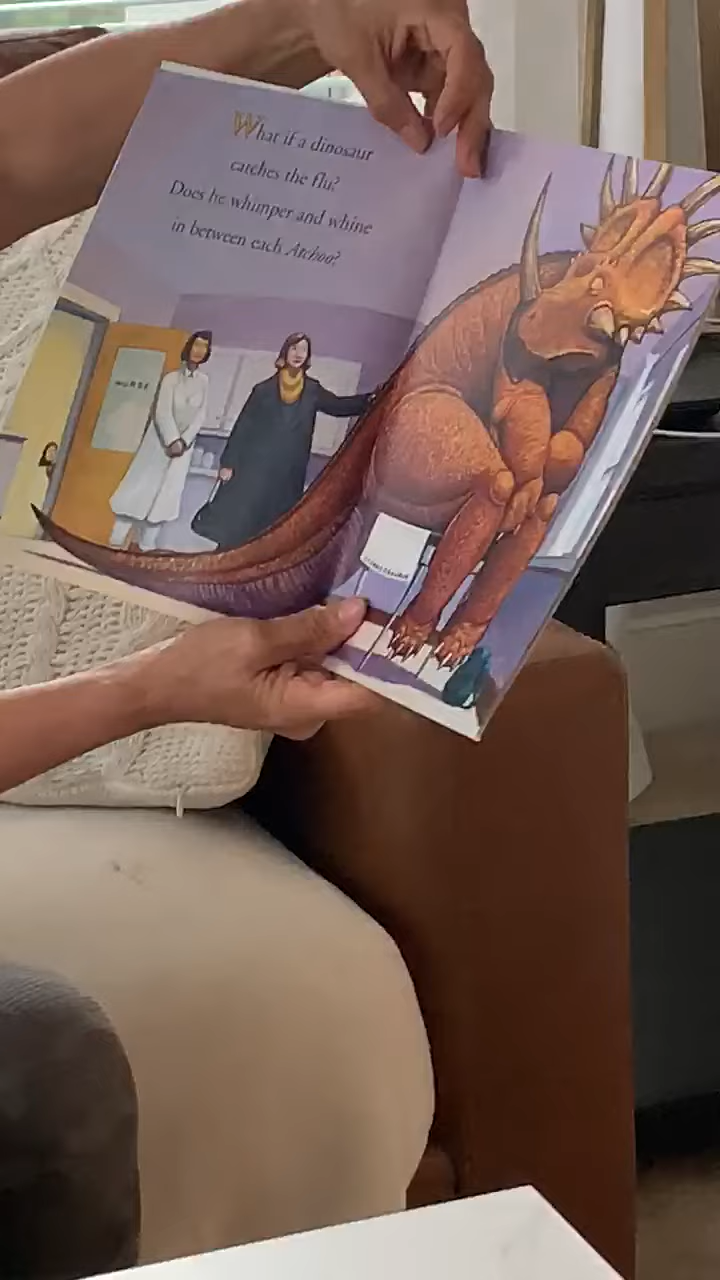 What if a dinosaur
catches the flu?
Does he whimper and whine
in between each Atchoo?
NURSE